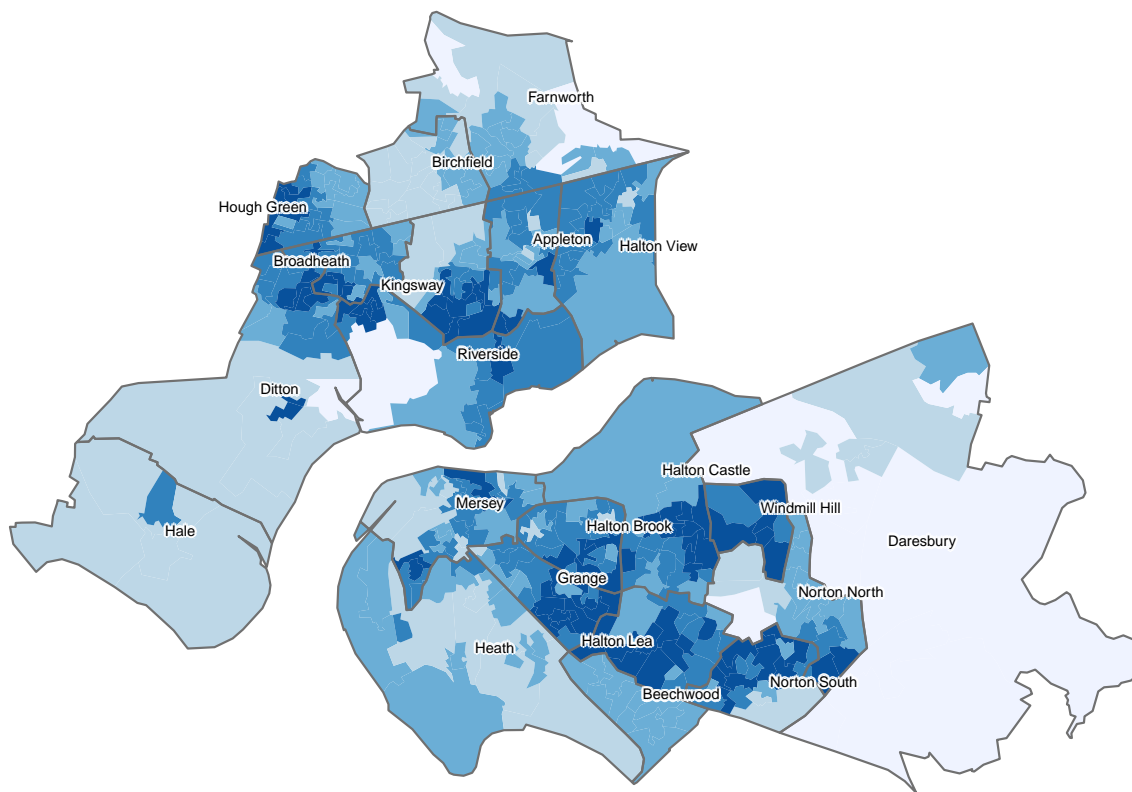 Farnworth
Birchfield
Hough Green
Appleton
Halton View
Broadheath
Kingsway
Riverside
Ditton
Halton Castle
Mersey
Windmill Hill
Halton Brook
Hale
Daresbury
Grange
Norton North
Halton Lea
Heath
Norton South
Beechwood